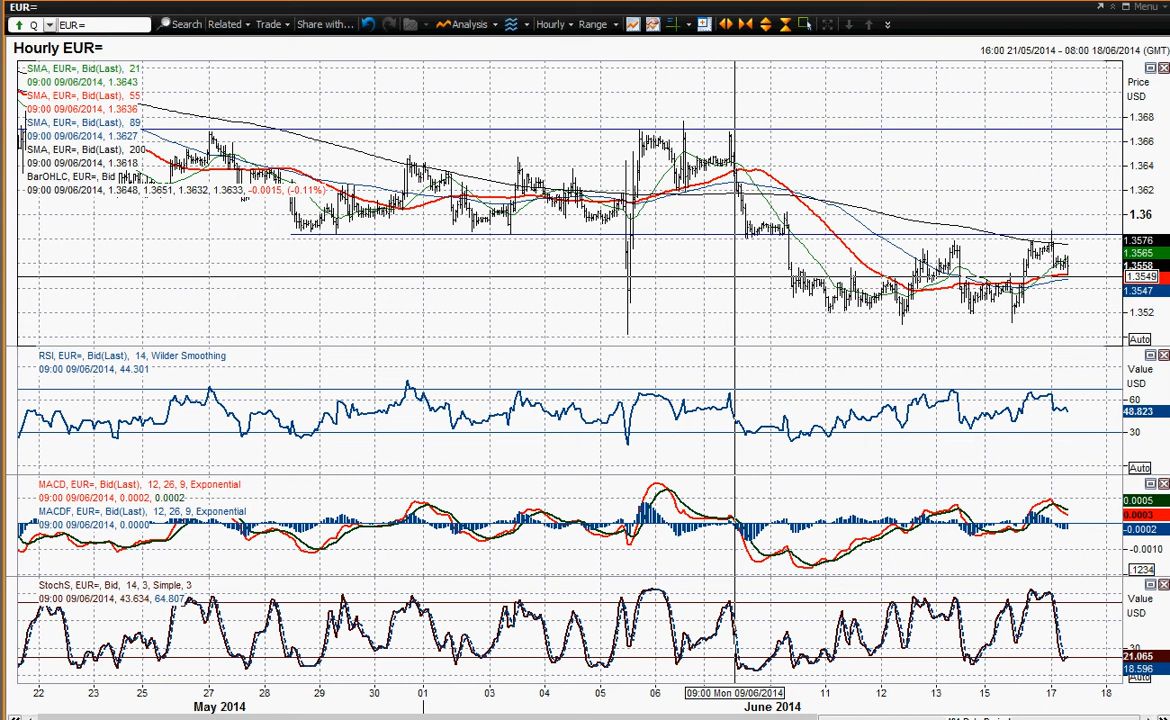 EUR=
Menu
Q EUR= Search Related Trade Share with... Analysis Hourly Range
Hourly EUR=
16:00 21/05/2014 - 08:00 18/06/2014 (GMT)
SMA, EUR=, Bid(Last), 21
09:00 09/06/2014, 1.3643
SMA, EUR=, Bid(Last), 55
09:00 09/06/2014, 1.3636
SMA, EUR=, Bid(Last), 89
09:00 09/06/2014, 1.3627
SMA, EUR=, Bid(Last), 200
09:00 09/06/2014, 1.3618
BarOHLC, EUR=, Bid
09:00 09/06/2014, 1.3648, 1.3651, 1.3632, 1.3633, -0.0015, (-0.11%)
Price
USD
1.368
1.366
1.364
1.362
1.36
1.3576
1.3565
1.3558
1.3549
1.3547
1.352
Auto
RSI, EUR=, Bid(Last), 14, Wilder Smoothing
09:00 09/06/2014, 44.301
Value
USD
60
48.823
30
Auto
MACD, EUR=, Bid(Last), 12, 26, 9, Exponential
09:00 09/06/2014, 0.0002, 0.0002
MACDF, EUR=, Bid(Last), 12, 26, 9, Exponential
09:00 09/06/2014, 0.0000
0.0005
0.0003
-0.0002
-0.0010
.1234
StochS, EUR=, Bid, 14, 3, Simple, 3
09:00 09/06/2014, 43.634, 64.807
Value
USD
21.065
18.596
Auto
22 23 25 27 28 29 30 01 03 04 05 06 09:00 Mon 09/06/2014 11 12 13 15 17 18
May 2014 June 2014